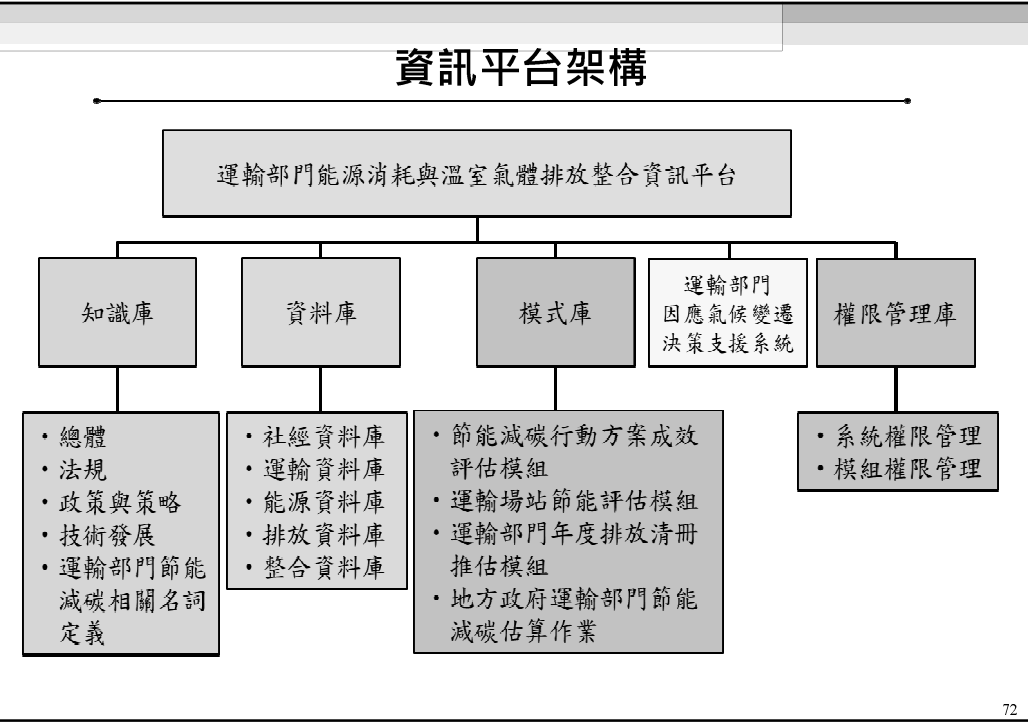 資訊平台架構
運輸部門能源消耗與溫室氣體排放整合資訊平台
知識庫
資料庫
模式庫
運輸部門
因應氣候變遷
決策支援系統
權限管理庫
•總體
•法規
•政策與策略
•技術發展
•運輸部門節能
減碳相關名詞
定義
•社經資料庫
•運輸資料庫
•能源資料庫
•排放資料庫
•整合資料庫
•節能減碳行動方案成效
評估模組
•運輸場站節能評估模組
•運輸部門年度排放清冊
推估模組
•地方政府運輸部門節能
減碳估算作業
•系統權限管理
•模組權限管理
72